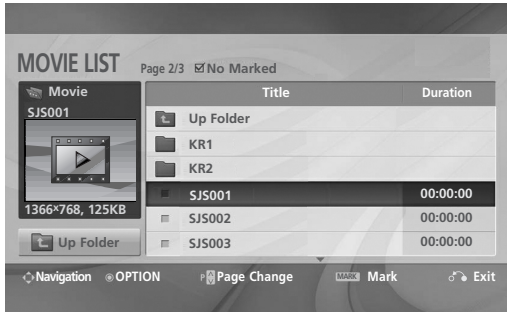 MOVIE LIST
Page 2/3 ☑No Marked
Movie
SJS001
1366×768, 125KB
Up Folder
Title Duration
Up Folder
KR1
KR2
SJS001 00:00:00
SJS002 00:00:00
SJS003 00:00:00
Navigation ◉OPTION P Page Change MARK Mark Exit